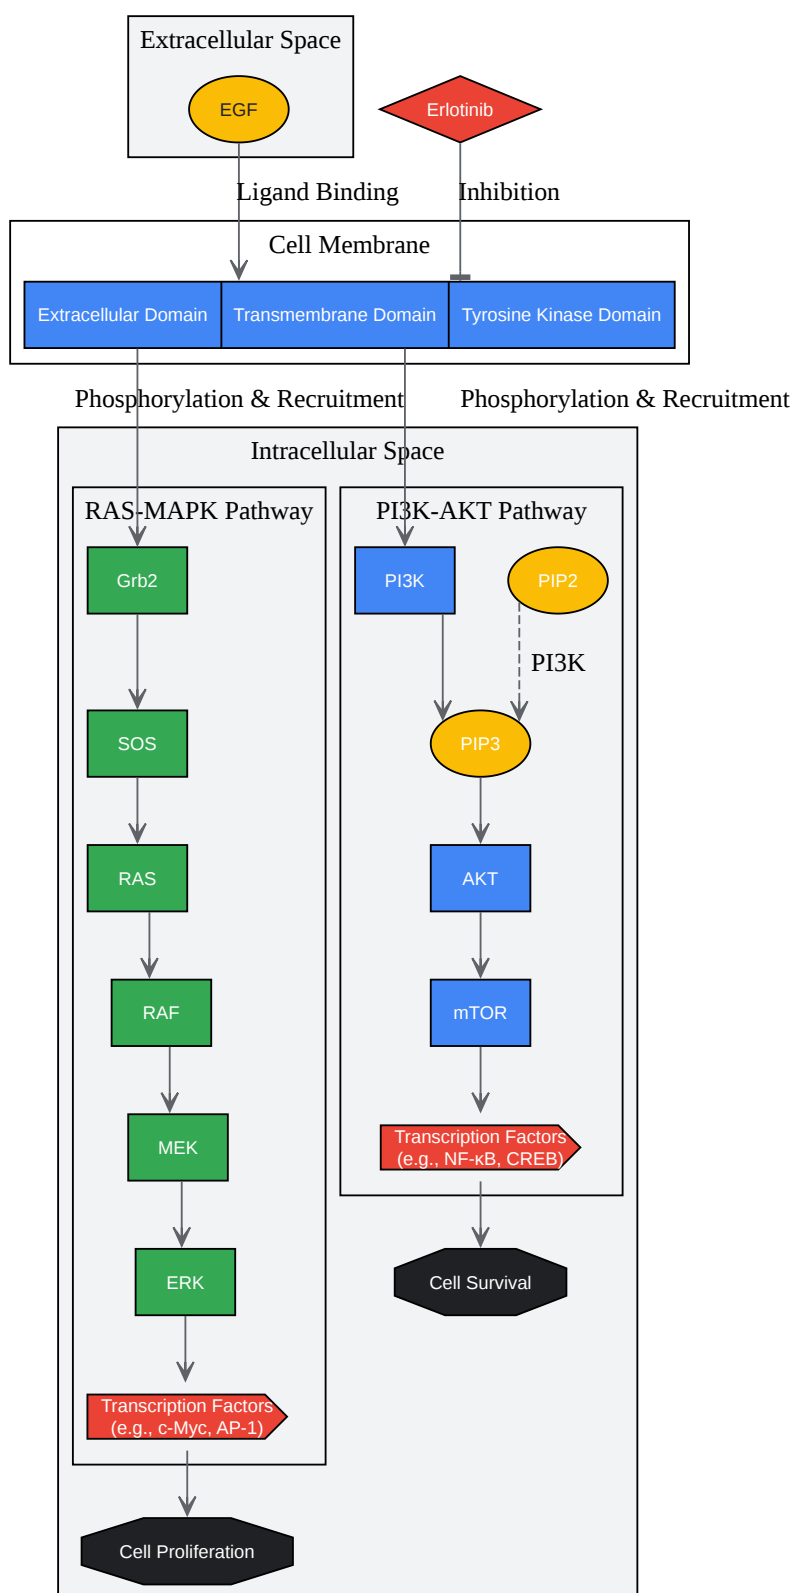 Extracellular Space
EGF
Erlotinib
Ligand Binding
Inhibition
Cell Membrane
Extracellular Domain
Transmembrane Domain
Tyrosine Kinase Domain
Phosphorylation & Recruitment
Phosphorylation & Recruitment
Intracellular Space
RAS-MAPK Pathway
PI3K-AKT Pathway
Grb2
PI3K
PIP2
PI3K
SOS
PIP3
RAS
AKT
RAF
mTOR
MEK
Transcription Factors
(e.g., NF-κB, CREB)
ERK
Cell Survival
Transcription Factors
(e.g., c-Myc, AP-1)
Cell Proliferation